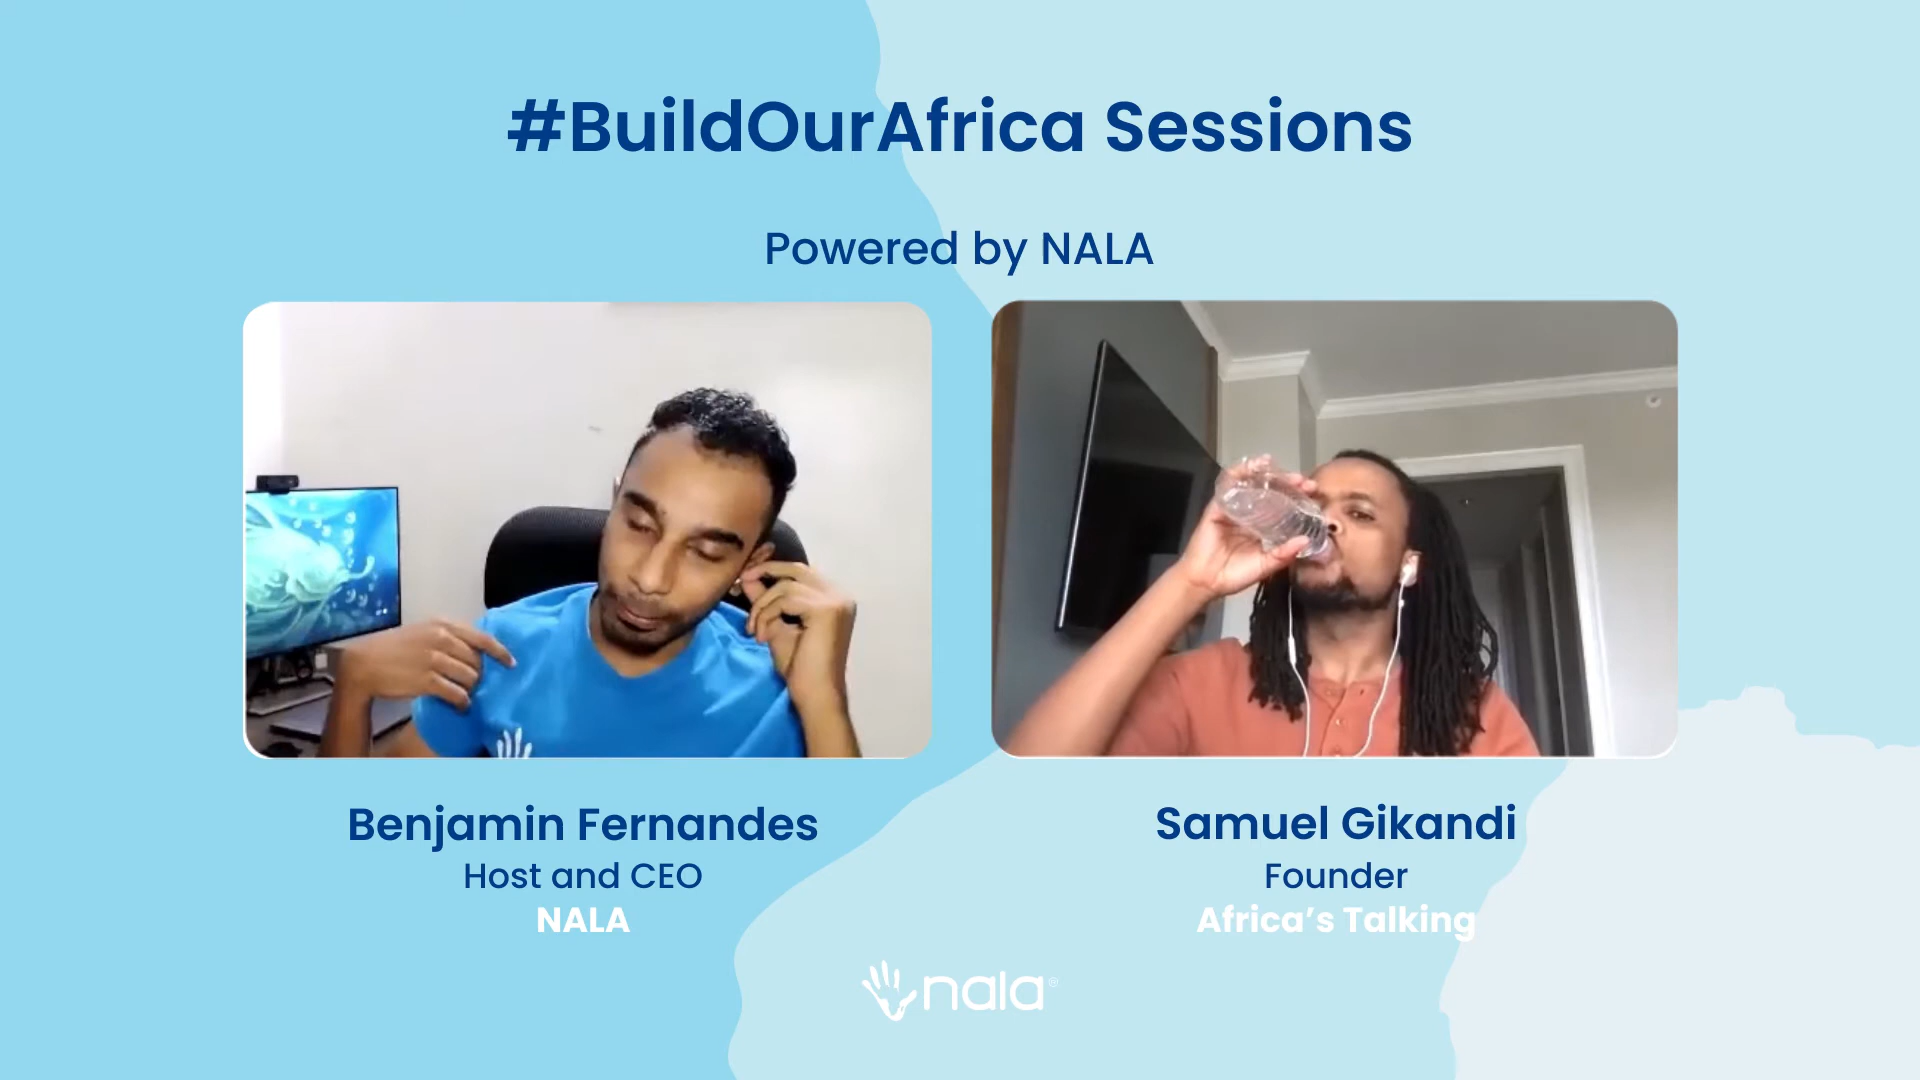 #BuildOurAfrica Sessions
Powered by NALA
Benjamin Fernandes
Host and CEO
NALA
Samuel Gikandi
Founder
Africa’s Talking
nala®